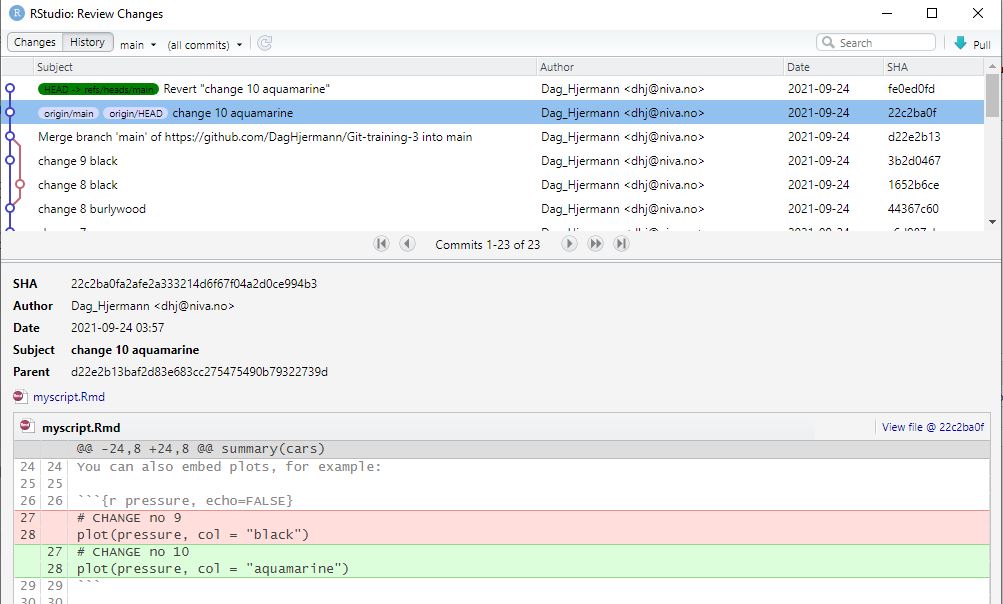 RStudio: Review Changes
Changes History main (all commits) Search Pull
Subject Author Date SHA
HEAD -> refs/heads/main Revert "change 10 aquamarine" Dag_Hjermann <dhj@niva.no> 2021-09-24 fe0ed0fd
origin/main origin/HEAD change 10 aquamarine Dag_Hjermann <dhj@niva.no> 2021-09-24 22c2ba0f
Merge branch 'main' of https://github.com/DagHjermann/Git-training-3 into main Dag_Hjermann <dhj@niva.no> 2021-09-24 d22e2b13
change 9 black Dag_Hjermann <dhj@niva.no> 2021-09-24 3b2d0467
change 8 black Dag_Hjermann <dhj@niva.no> 2021-09-24 1652b6ce
change 8 burlywood Dag_Hjermann <dhj@niva.no> 2021-09-24 44367c60
Commits 1-23 of 23
SHA 22c2ba0fa2afe2a333214d6f67f04a2d0ce994b3
Author Dag_Hjermann <dhj@niva.no>
Date 2021-09-24 03:57
Subject change 10 aquamarine
Parent d22e2b13baf2d83e683cc275475490b79322739d
myscript.Rmd
myscript.Rmd View file @ 22c2ba0f
@@ -24,8 +24,8 @@ summary(cars)
24 24 You can also embed plots, for example:
25 25
26 26 ```{r pressure, echo=FALSE}
27 # CHANGE no 9
28 plot(pressure, col = "black")
27 # CHANGE no 10
28 plot(pressure, col = "aquamarine")
29 29 ```
30 30